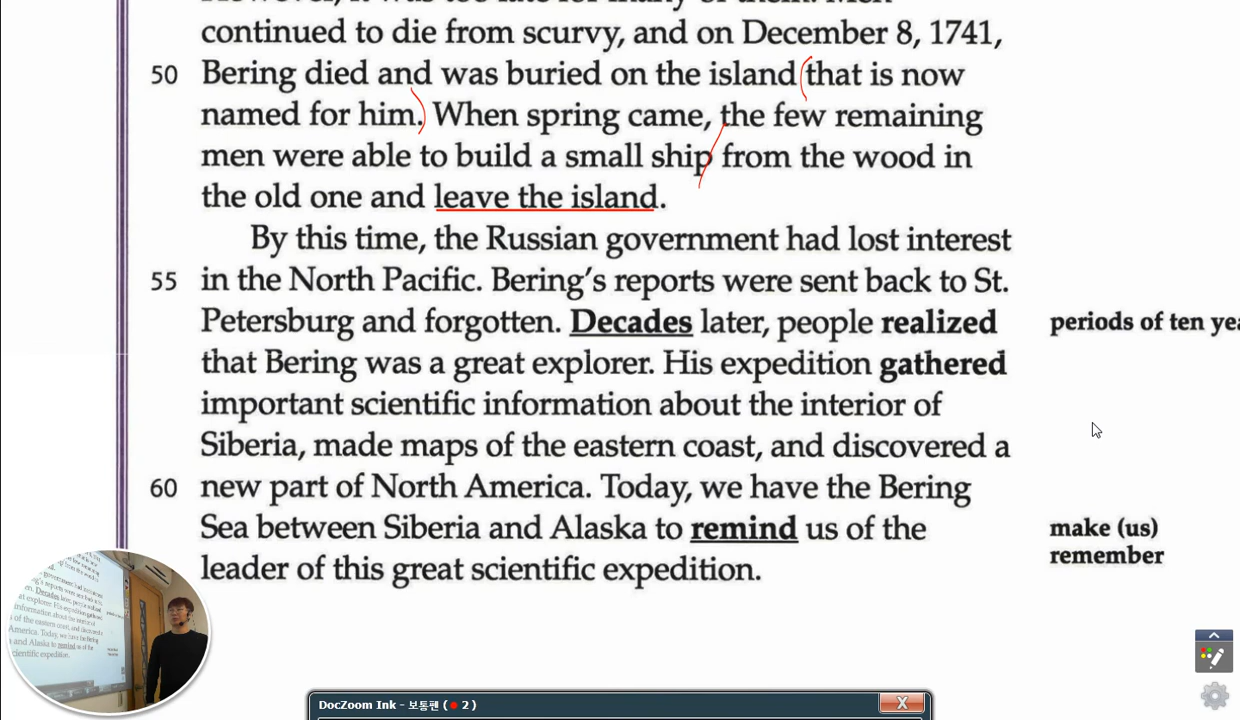 continued to die from scurvy, and on December 8, 1741,
50 Bering died and was buried on the island that is now
named for him. When spring came, the few remaining
men were able to build a small ship from the wood in
the old one and leave the island.
By this time, the Russian government had lost interest
55 in the North Pacific. Bering's reports were sent back to St.
Petersburg and forgotten. Decades later, people realized
periods of ten
that Bering was a great explorer. His expedition gathered
important scientific information about the interior of
Siberia, made maps of the eastern coast, and discovered a
60 new part of North America. Today, we have the Bering
Sea between Siberia and Alaska to remind us of the
make (us)
remember
leader of this great scientific expedition.
DocZoom Ink - 보통펜 ( 2 )